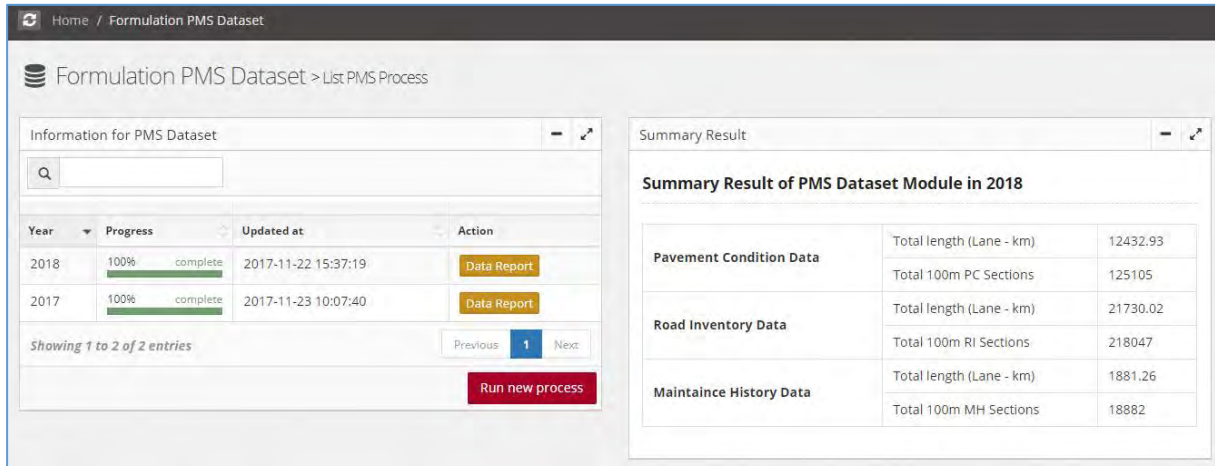 Home / Formulation PMS Dataset
Formulation PMS Dataset > List PMS Process
Information for PMS Dataset
Year Progress Updated at Action
2018 100% complete 2017-11-22 15:37:19 Data Report
2017 100% complete 2017-11-23 10:07:40 Data Report
Showing 1 to 2 of 2 entries Previous 1 Next
Run new process
Summary Result
Summary Result of PMS Dataset Module in 2018
Pavement Condition Data
Total length (Lane - km) 12432.93
Total 100m PC Sections 125105
Road Inventory Data
Total length (Lane - km) 21730.02
Total 100m RI Sections 218047
Maintaince History Data
Total length (Lane - km) 1881.26
Total 100m MH Sections 18882